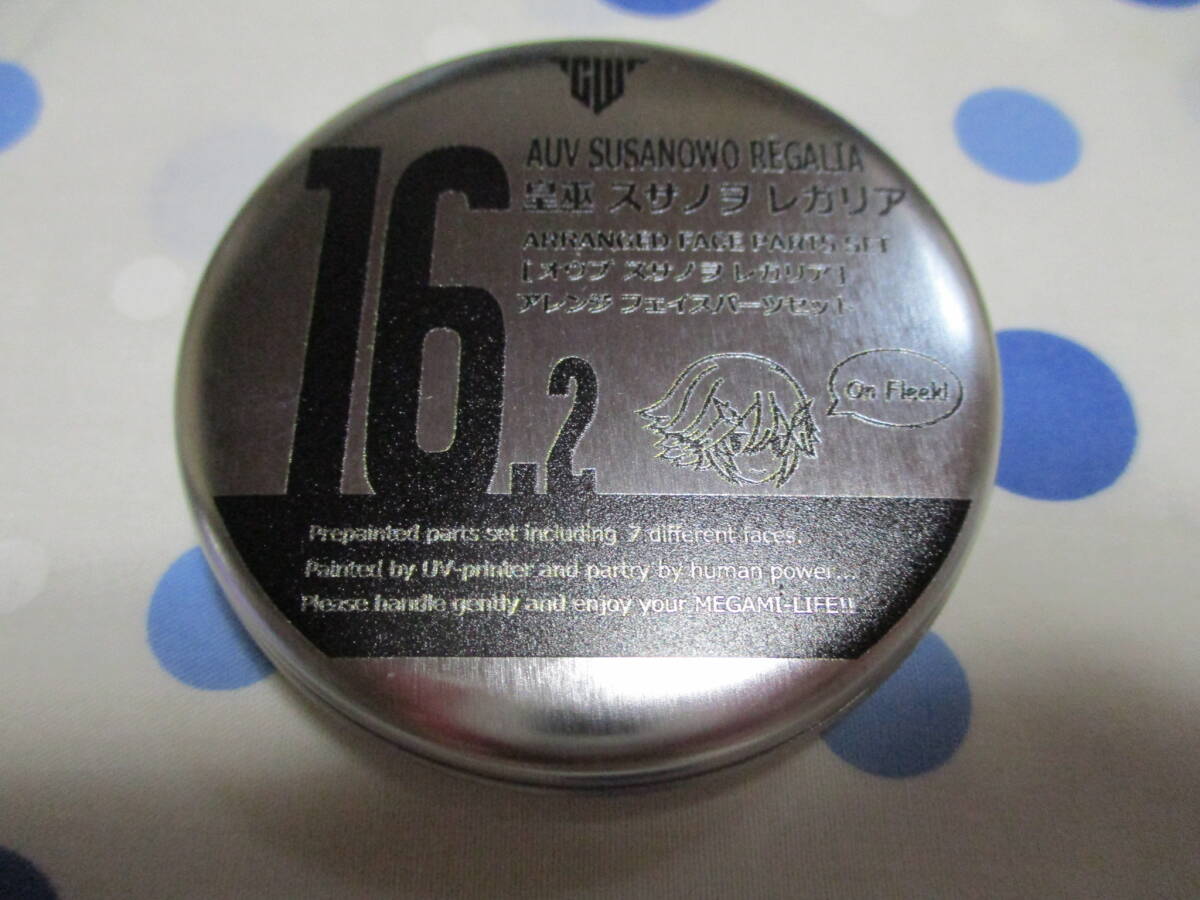 CIW
16.2
AUV SUSANOWO REGALIA
皇巫 スサノヲ レガリア
ARRANGED FACE PARTS SET
[オウブ スサノヲ レガリア]
アレンジ フェイスパーツセット
On Fleek!
Prepainted parts set including 7 different faces.
Painted by UV-printer and partry by human power...
Please handle gently and enjoy your MEGAMI-LIFE!!